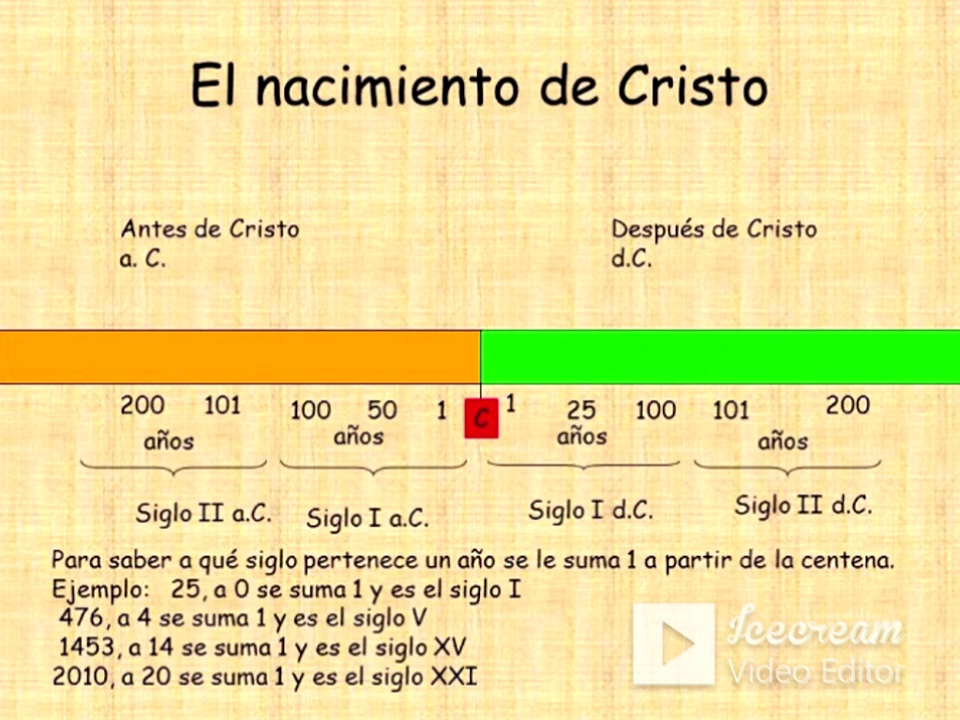 El nacimiento de Cristo
Antes de Cristo
a. C.
Después de Cristo
d.C.
200 101
años
100 50 1
años
C
1 25 100
años
101 200
años
Siglo II a.C.
Siglo I a.C.
Siglo I d.C.
Siglo II d.C.
Para saber a qué siglo pertenece un año se le suma 1 a partir de la centena.
Ejemplo: 25, a 0 se suma 1 y es el siglo I
476, a 4 se suma 1 y es el siglo V
1453, a 14 se suma 1 y es el siglo XV
2010, a 20 se suma 1 y es el siglo XXI
Icecream
Video Editor